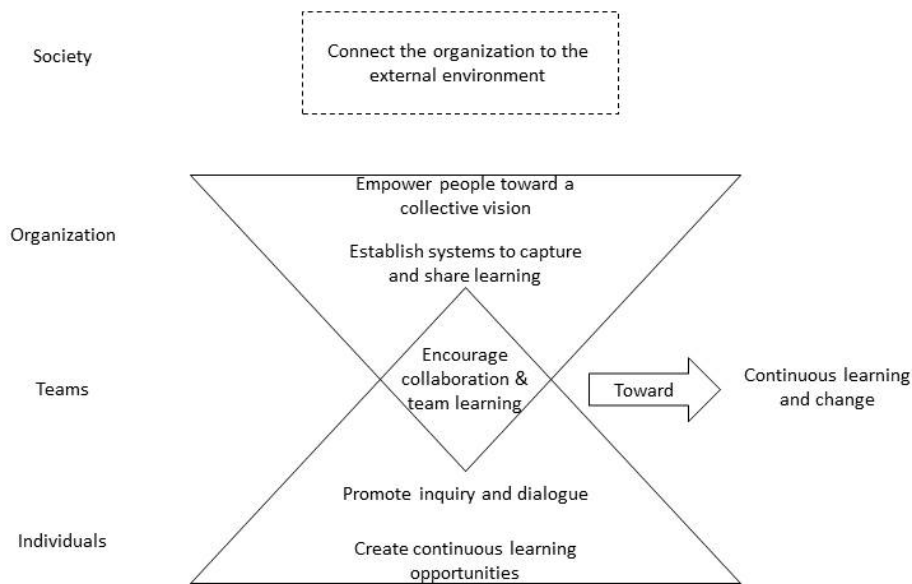 Society
Connect the organization to the
external environment
Organization
Empower people toward a
collective vision
Establish systems to capture
and share learning
Teams
Encourage
collaboration &
team learning
Toward
Continuous learning
and change
Promote inquiry and dialogue
Individuals
Create continuous learning
opportunities